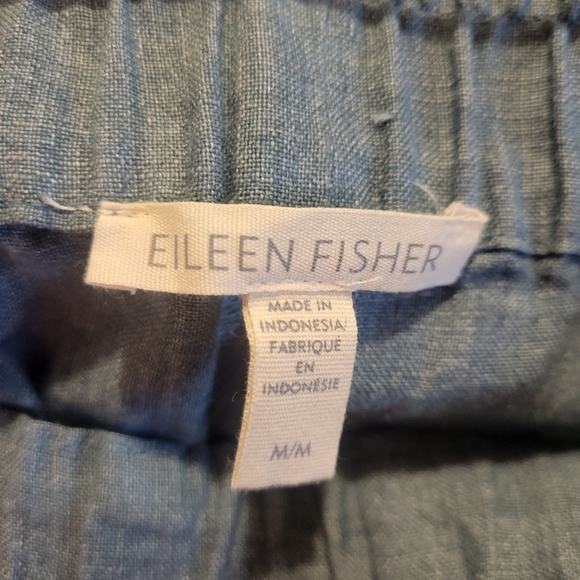 EILEEN FISHER
MADE IN
INDONESIA/
FABRIQUÉ
EN
INDONÉSIE
M/M